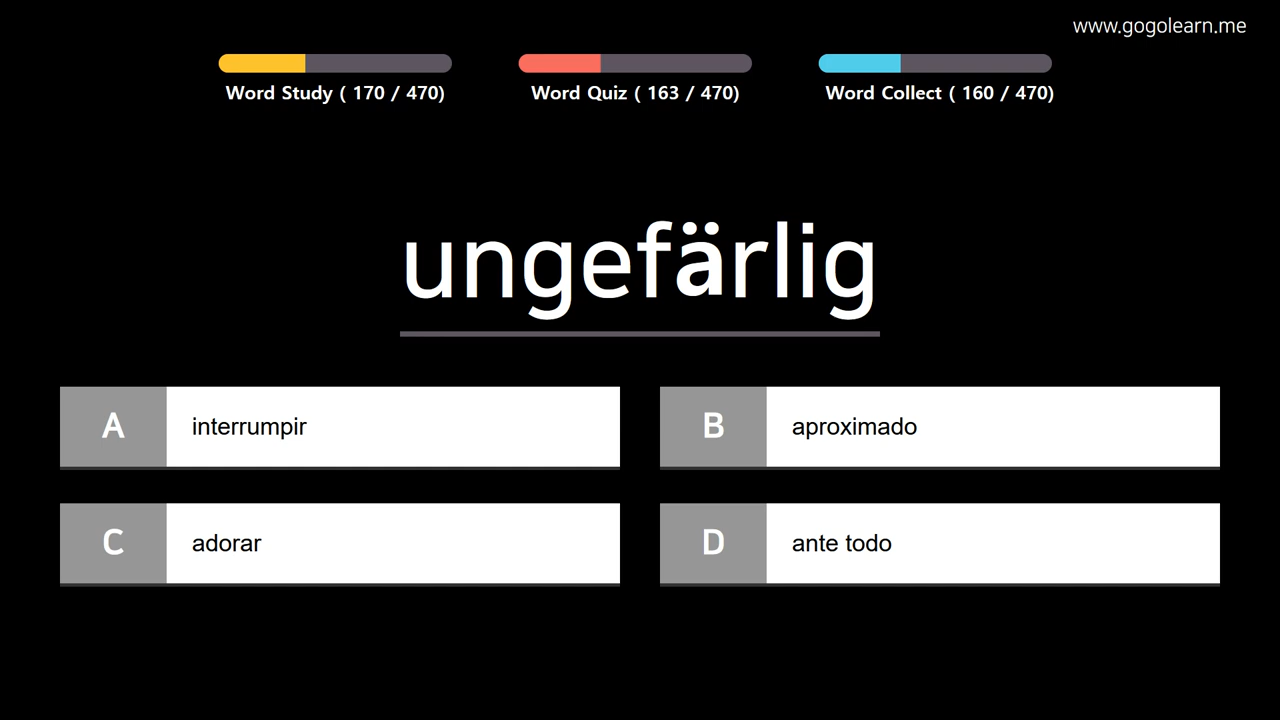 www.gogolearn.me
Word Study ( 170 / 470)
Word Quiz ( 163 / 470)
Word Collect ( 160 / 470)
ungefärlig
A interrumpir
B aproximado
C adorar
D ante todo